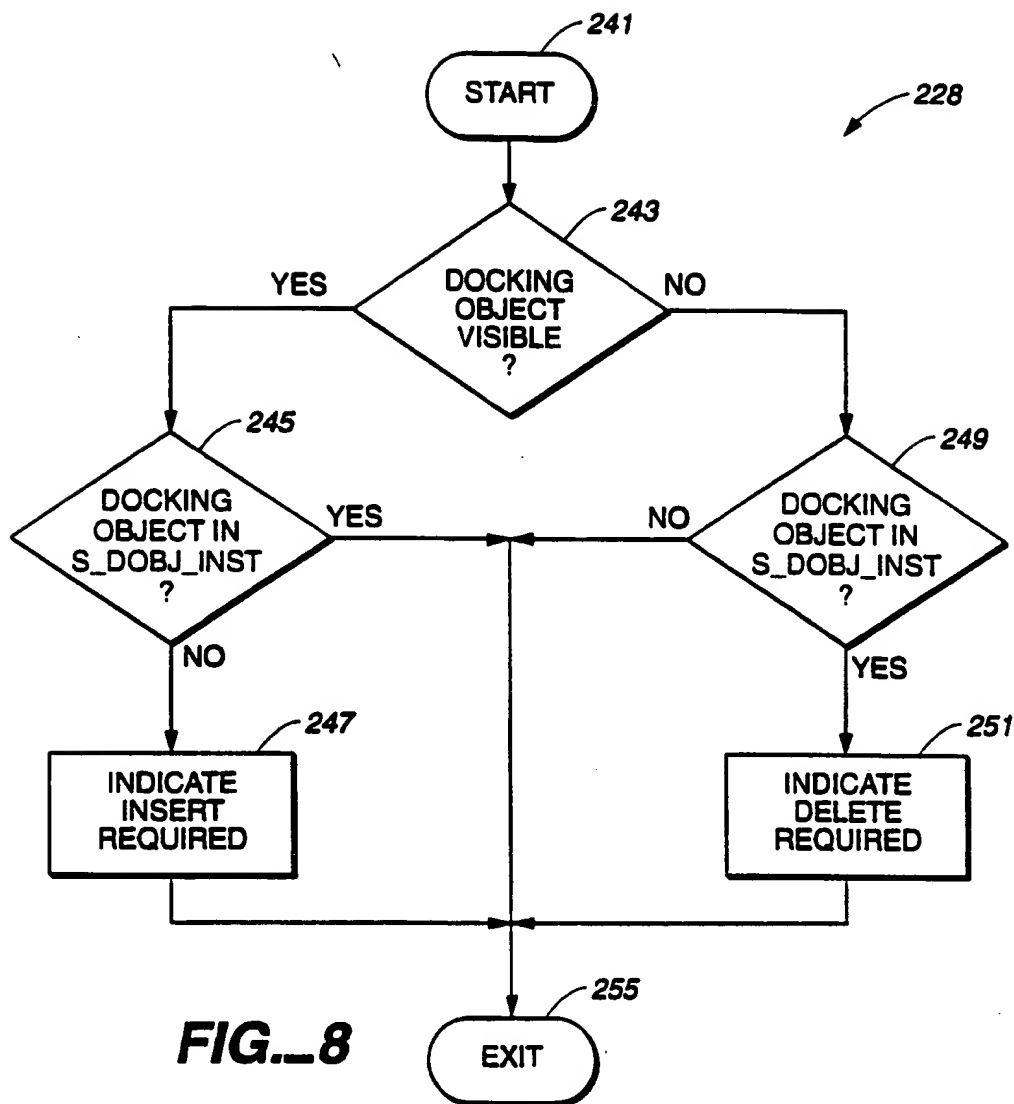 241
START
228
243
YES
DOCKING
OBJECT
VISIBLE
?
NO
245
DOCKING
OBJECT IN
S_DOBJ_INST
?
YES
NO
249
DOCKING
OBJECT IN
S_DOBJ_INST
?
NO
YES
247
INDICATE
INSERT
REQUIRED
251
INDICATE
DELETE
REQUIRED
255
EXIT
FIG._8